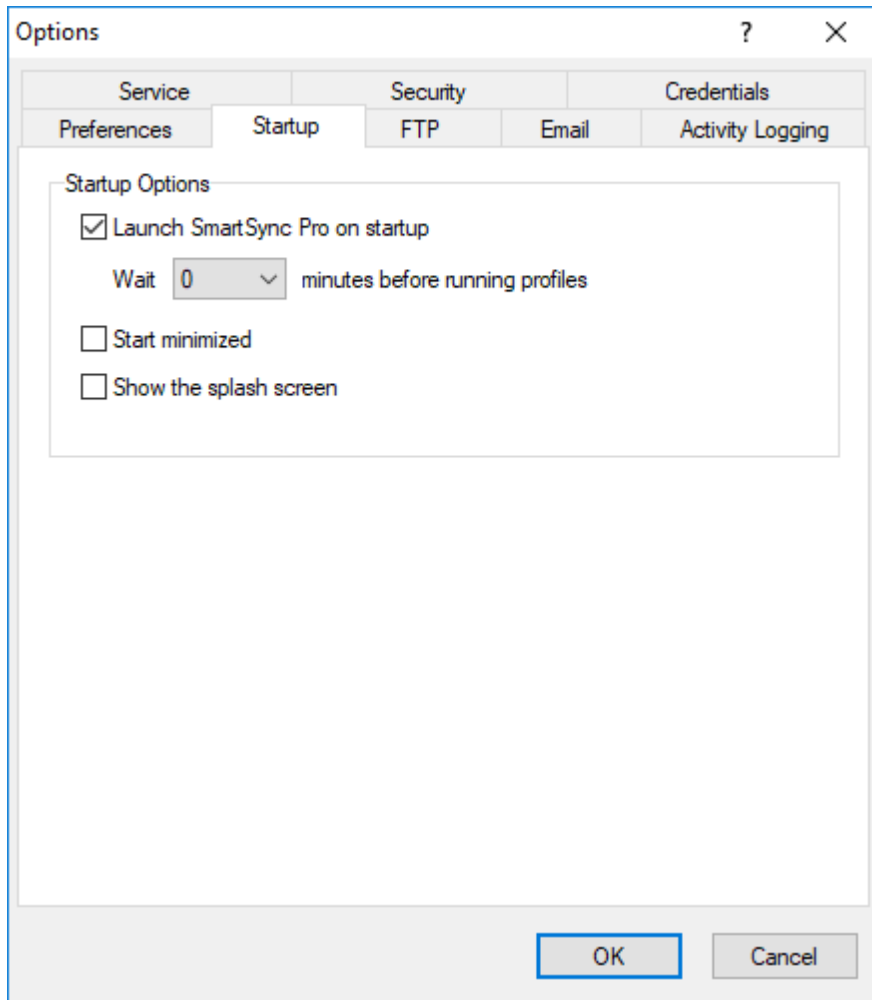 Options ?
Service Security Credentials
Preferences Startup FTP Email Activity Logging
Startup Options
Launch SmartSync Pro on startup
Wait 0 minutes before running profiles
Start minimized
Show the splash screen
OK Cancel